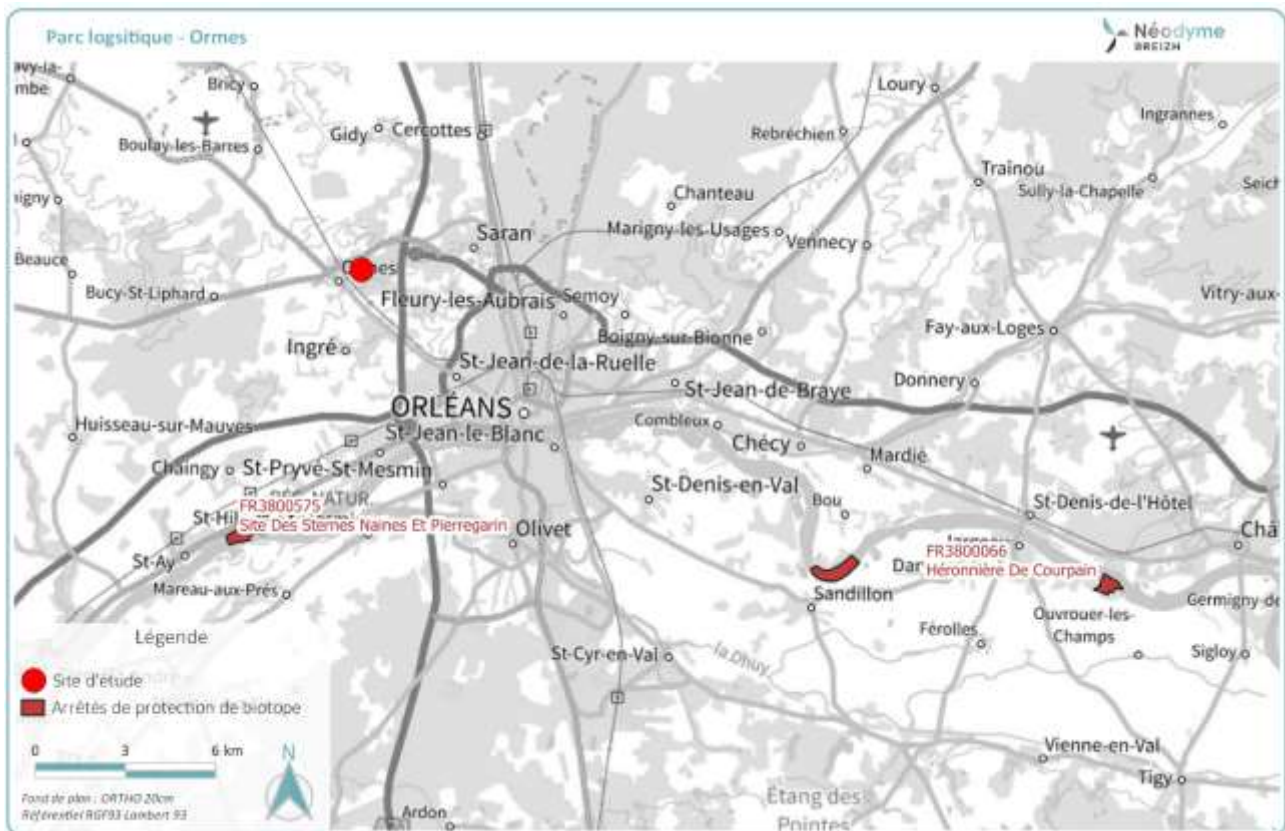 Parc logsitique - Ormes
Néodyme
BREIZH
Bricy
Loury
Ingrannes
Gidy
Cercottes
Rebréchien
Boulay-les-Barres
Traînou
Sully-la-Chapelle
Chanteau
Saran
Marigny-les-Usages
Vennecy
Beauce
Bucy-St-Liphard
Fleury-les-Aubrais
Semoy
Vitry-aux-
Boigny-sur-Bionne
Fay-aux-Loges
Ingré
St-Jean-de-la-Ruelle
St-Jean-de-Braye
Donnery
ORLÉANS
Huisseau-sur-Mauves
St-Jean-le-Blanc
Combleux
Chécy
Mardié
Chaingy
St-Pryvé-St-Mesmin
St-Denis-en-Val
Bou
St-Denis-de-l'Hôtel
Châ
FR3800575
Site Des Sternes Naines Et Pierregarin
St-Hil
Olivet
St-Ay
Mareau-aux-Prés
FR3800066
Héronnière De Courpain
Dar
Sandillon
Ouvrouer-les-
Champs
Germigny-de
Férolles
Sigloy
St-Cyr-en-Val
la Dhuy
Vienne-en-Val
Tigy
Ardon
Étang des
Pointes
Légende
Site d'étude
Arrêtés de protection de biotope
0 3 6 km
N
Fond de plan : ORTHO 20cm
Référentiel RGF93 Lambert 93